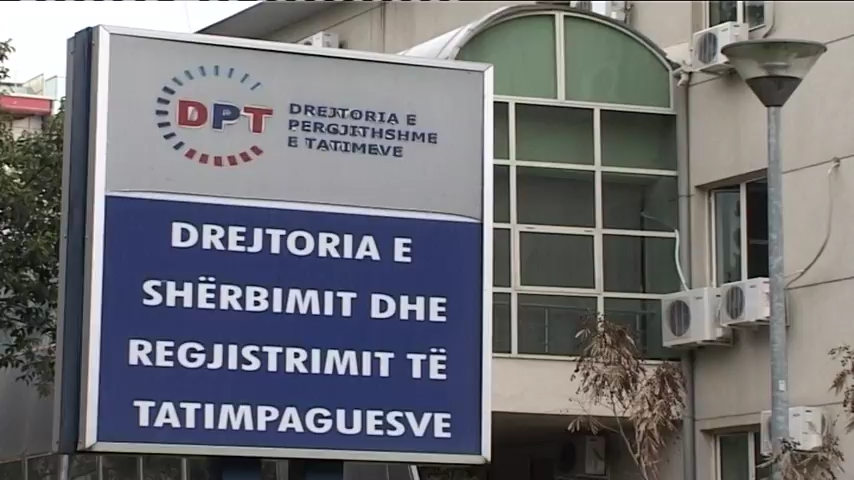 DPT
DREJTORIA E
PERGJITHSHME
E TATIMEVE
DREJTORIA E
SHËRBIMIT DHE
REGJISTRIMIT TË
TATIMPAGUESVE